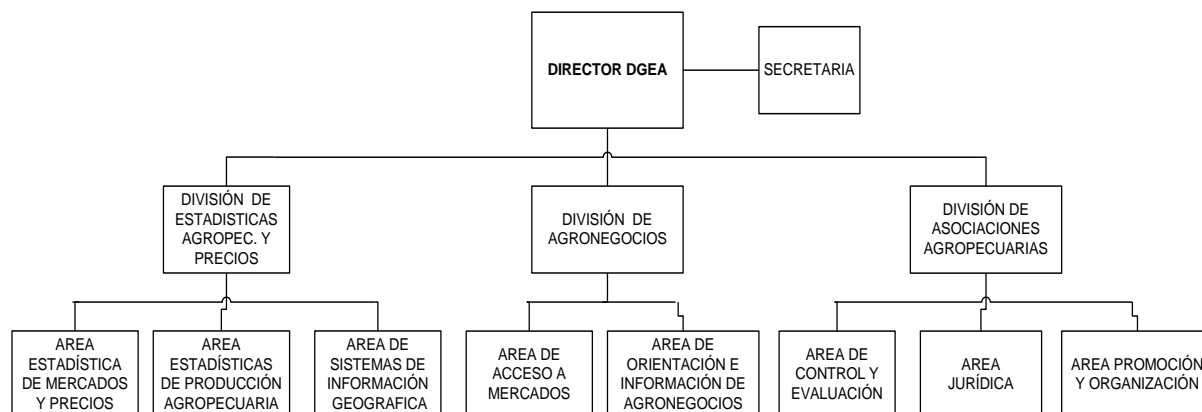 DIRECTOR DGEA
SECRETARIA
DIVISIÓN DE
ESTADISTICAS
AGROPEC. Y
PRECIOS
DIVISIÓN DE
AGRONEGOCIOS
DIVISIÓN DE
ASOCIACIONES
AGROPECUARIAS
AREA
ESTADÍSTICA
DE MERCADOS
Y PRECIOS
AREA
ESTADÍSTICAS
DE PRODUCCIÓN
AGROPECUARIA
AREA DE
SISTEMAS DE
INFORMACIÓN
GEOGRAFICA
AREA DE
ACCESO A
MERCADOS
AREA DE
ORIENTACIÓN E
INFORMACIÓN DE
AGRONEGOCIOS
AREA DE
CONTROL Y
EVALUACIÓN
AREA
JURÍDICA
AREA PROMOCIÓN
Y ORGANIZACIÓN